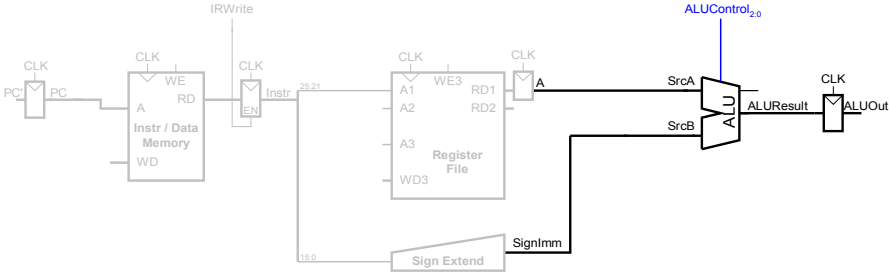 IRWrite
ALUControl2:0
CLK
CLK
CLK
CLK
CLK
CLK
PC'
PC
WE
A
RD
Instr / Data
Memory
WD
EN
Instr
25:21
WE3
A1
RD1
A2
RD2
A3
Register
File
WD3
A
SrcA
SrcB
ALU
ALUResult
ALUOut
15:0
Sign Extend
SignImm